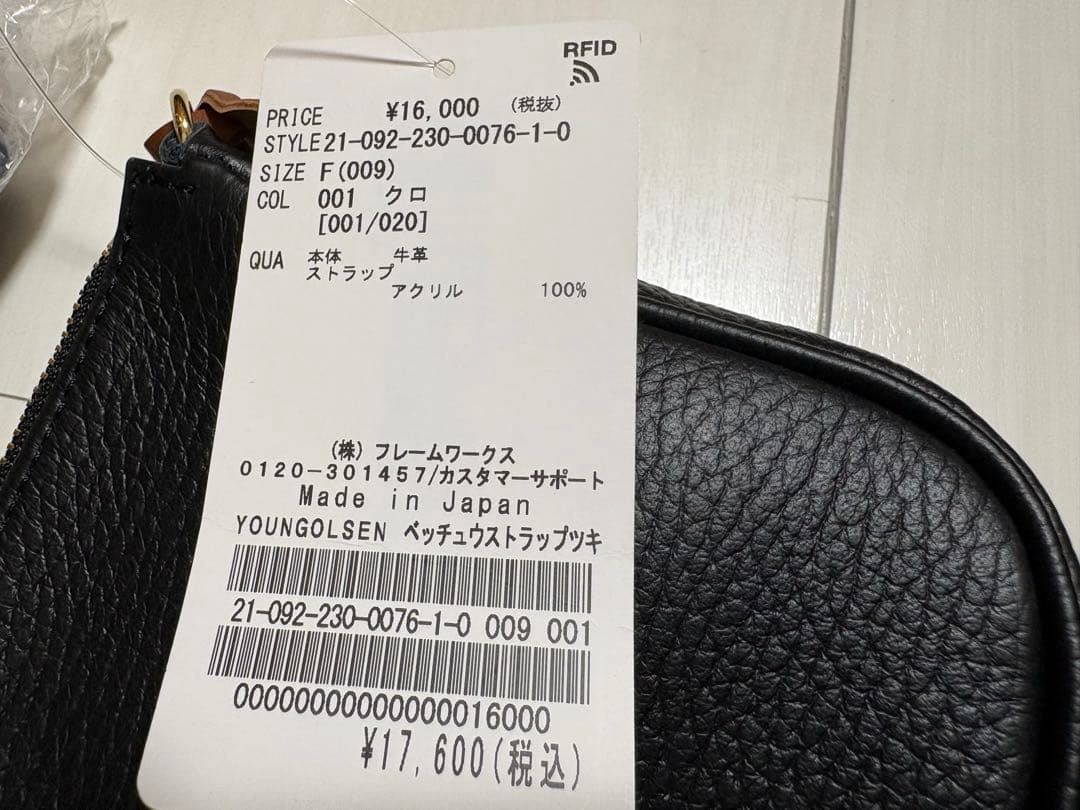 RFID
PRICE ¥16,000 (税抜)
STYLE 21-092-230-0076-1-0
SIZE F(009)
COL 001 クロ
[001/020]
QUA 本体 牛革
ストラップ
アクリル 100%
(株) フレームワークス
0120-301457/カスタマーサポート
Made in Japan
YOUNGOLSEN ベッチュウストラップツキ
21-092-230-0076-1-0 009 001
000000000000000016000
¥17,600(税込)